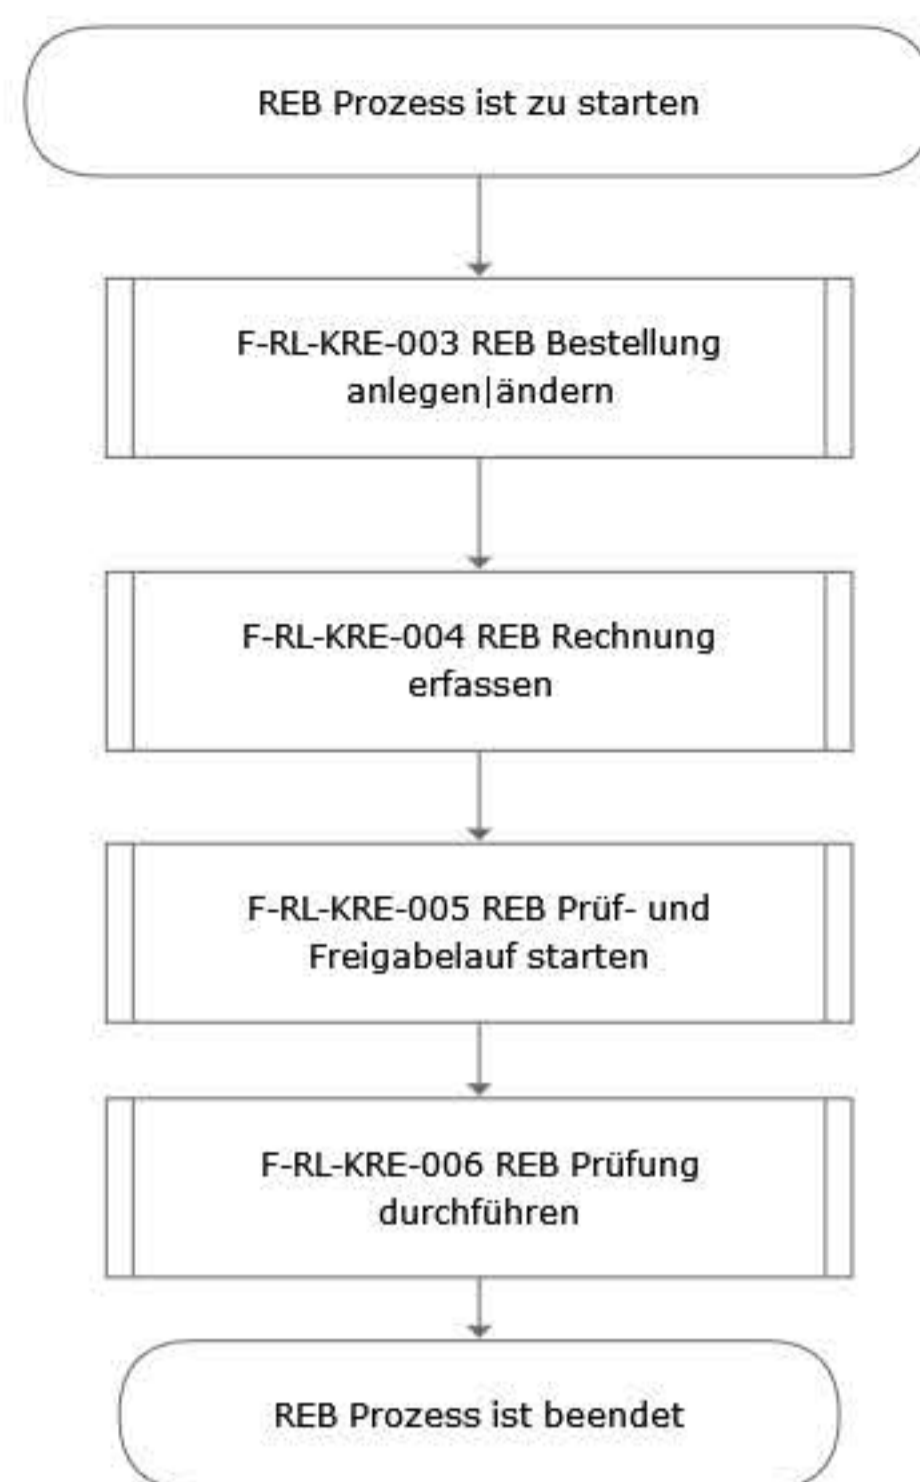 REB Prozess ist zu starten
F-RL-KRE-003 REB Bestellung
anlegen|ändern
F-RL-KRE-004 REB Rechnung
erfassen
F-RL-KRE-005 REB Prüf- und
Freigabelauf starten
F-RL-KRE-006 REB Prüfung
durchführen
REB Prozess ist beendet